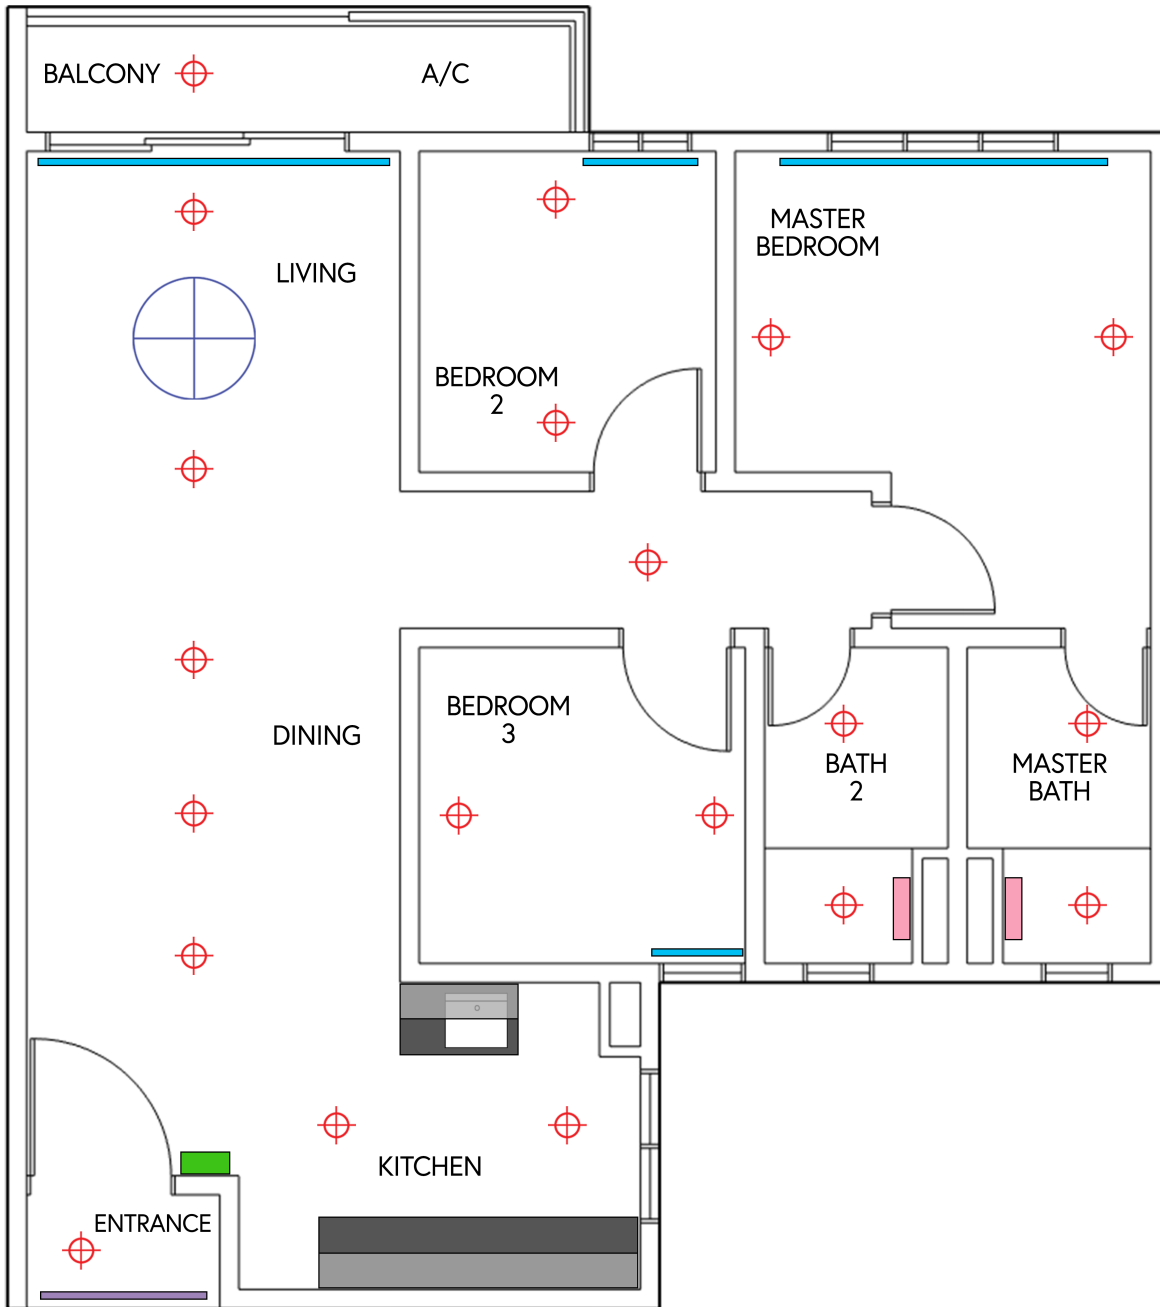 BALCONY
A/C
MASTER
BEDROOM
LIVING
BEDROOM
2
BEDROOM
3
DINING
BATH
2
MASTER
BATH
KITCHEN
ENTRANCE